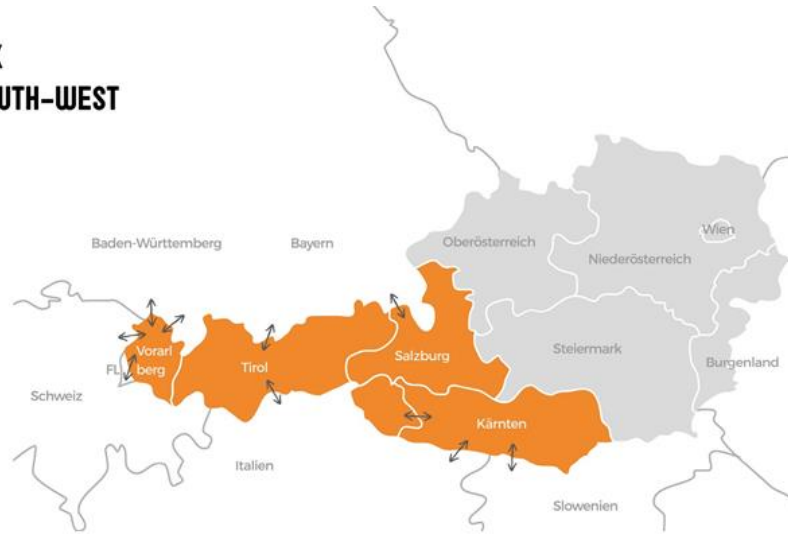 UTH-WEST
Baden-Württemberg
Bayern
Oberösterreich
Wien
Niederösterreich
Vorarl
berg
FL
Tirol
Salzburg
Steiermark
Burgenland
Schweiz
Kärnten
Italien
Slowenien